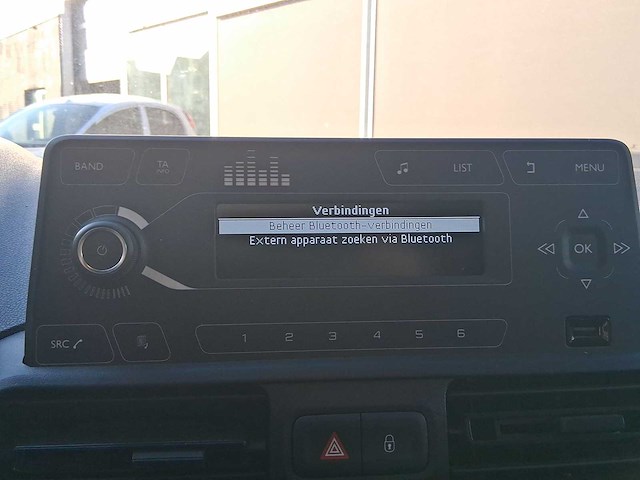 BAND
TA
INFO
LIST
MENU
Verbindingen
Beheer Bluetooth-verbindingen
Extern apparaat zoeken via Bluetooth
OK
SRC
1 2 3 4 5 6